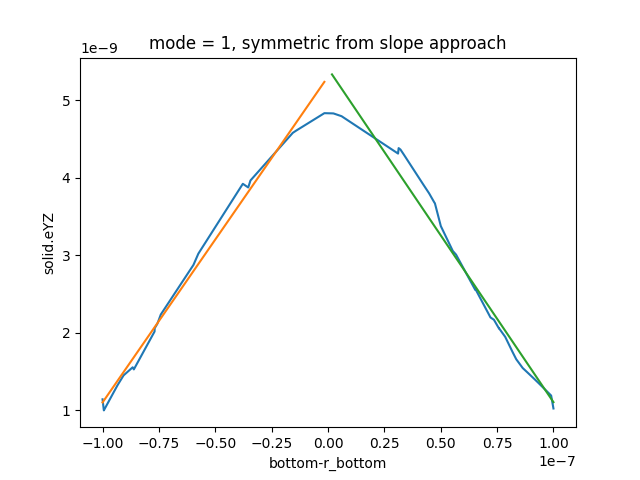 mode = 1, symmetric from slope approach
1e−9
5
4
3
2
1
solid.eYZ
−1.00 −0.75 −0.50 −0.25 0.00 0.25 0.50 0.75 1.00
bottom-r_bottom
1e−7